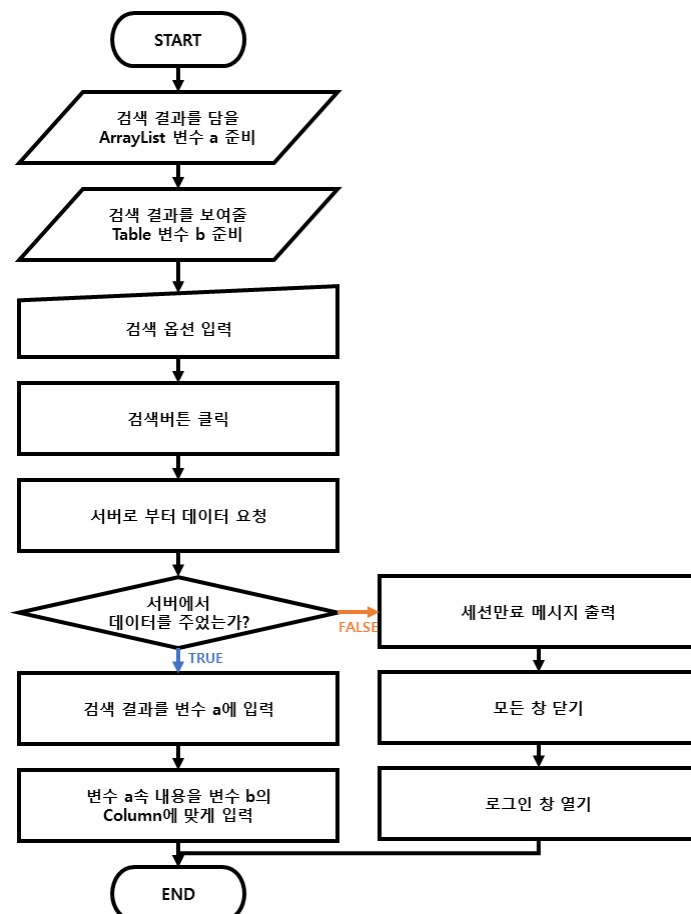 START
검색 결과를 담을
ArrayList 변수 a 준비
검색 결과를 보여줄
Table 변수 b 준비
검색 옵션 입력
검색버튼 클릭
서버로 부터 데이터 요청
서버에서
데이터를 주었는가?
FALSE
세션만료 메시지 출력
TRUE
검색 결과를 변수 a에 입력
모든 창 닫기
변수 a속 내용을 변수 b의
Column에 맞게 입력
로그인 창 열기
END